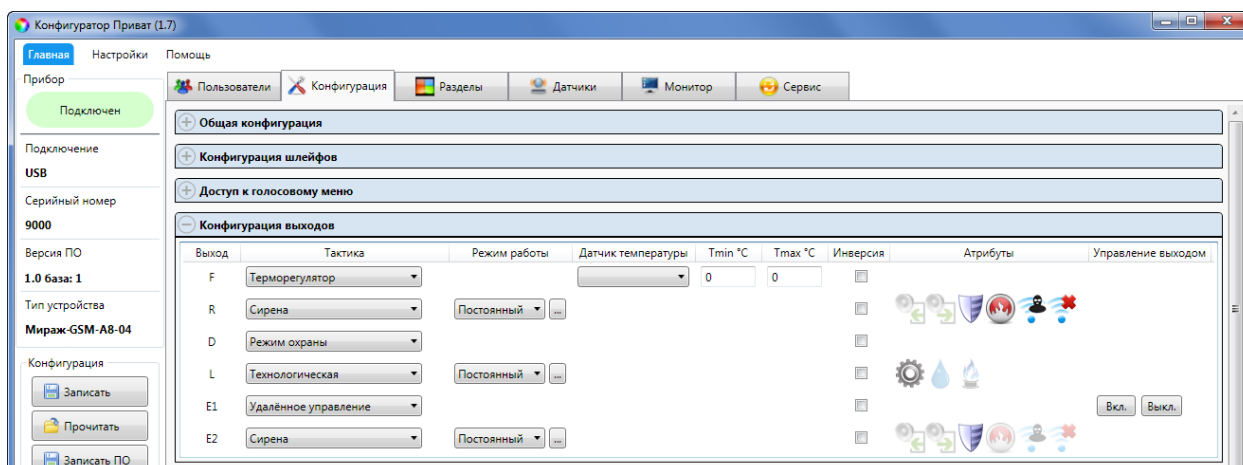 Конфигуратор Приват (1.7)
Главная Настройки Помощь
Прибор
Подключен
Подключение
USB
Серийный номер
9000
Версия ПО
1.0 база: 1
Тип устройства
Мираж-GSM-A8-04
Конфигурация
Записать
Прочитать
Записать ПО
Пользователи Конфигурация Разделы Датчики Монитор Сервис
Общая конфигурация
Конфигурация шлейфов
Доступ к голосовому меню
Конфигурация выходов
Выход Тактика Режим работы Датчик температуры Tmin °C Tmax °C Инверсия Атрибуты Управление выходом
F Терморегулятор 0 0
R Сирена Постоянный ...
D Режим охраны
L Технологическая Постоянный ...
E1 Удалённое управление Вкл. Выкл.
E2 Сирена Постоянный ...